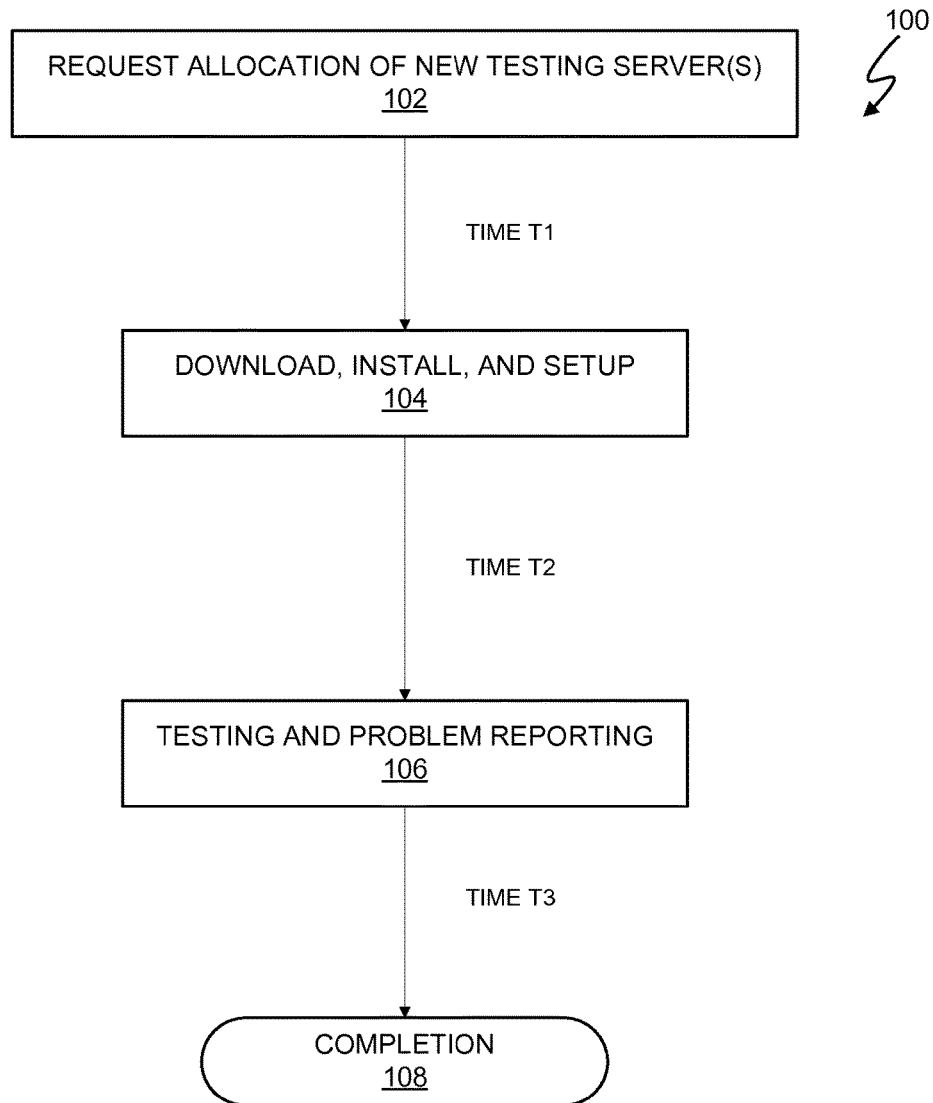 100
REQUEST ALLOCATION OF NEW TESTING SERVER(S)
102
TIME T1
DOWNLOAD, INSTALL, AND SETUP
104
TIME T2
TESTING AND PROBLEM REPORTING
106
TIME T3
COMPLETION
108